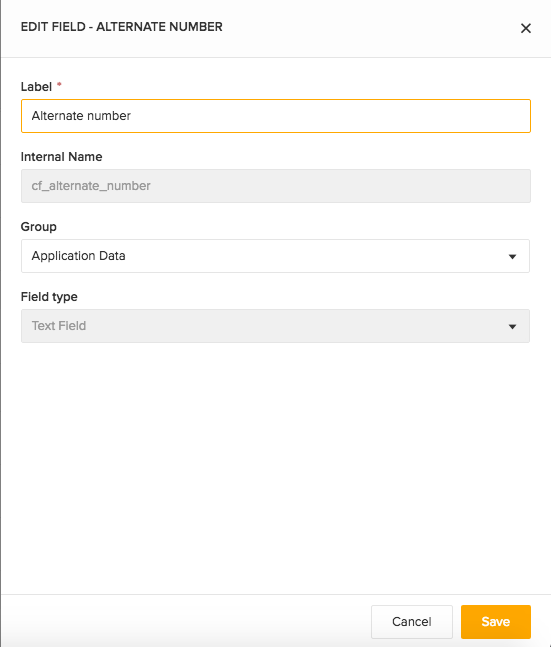 EDIT FIELD - ALTERNATE NUMBER
Label *
Alternate number
Internal Name
cf_alternate_number
Group
Application Data
Field type
Text Field
Cancel
Save